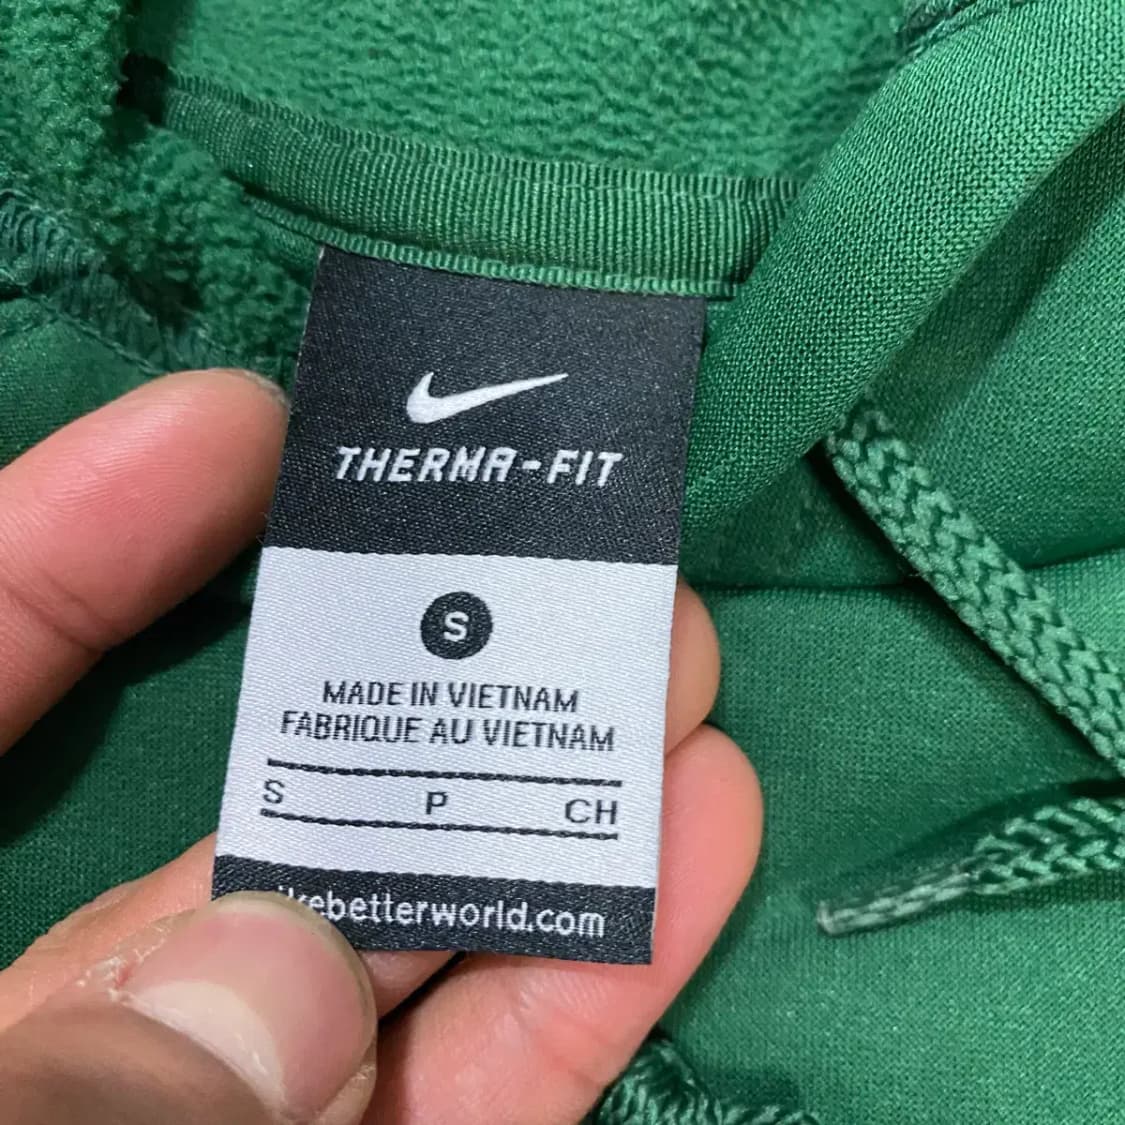 THERMA-FIT
S
MADE IN VIETNAM
FABRIQUE AU VIETNAM
S P CH
kebetterworld.com